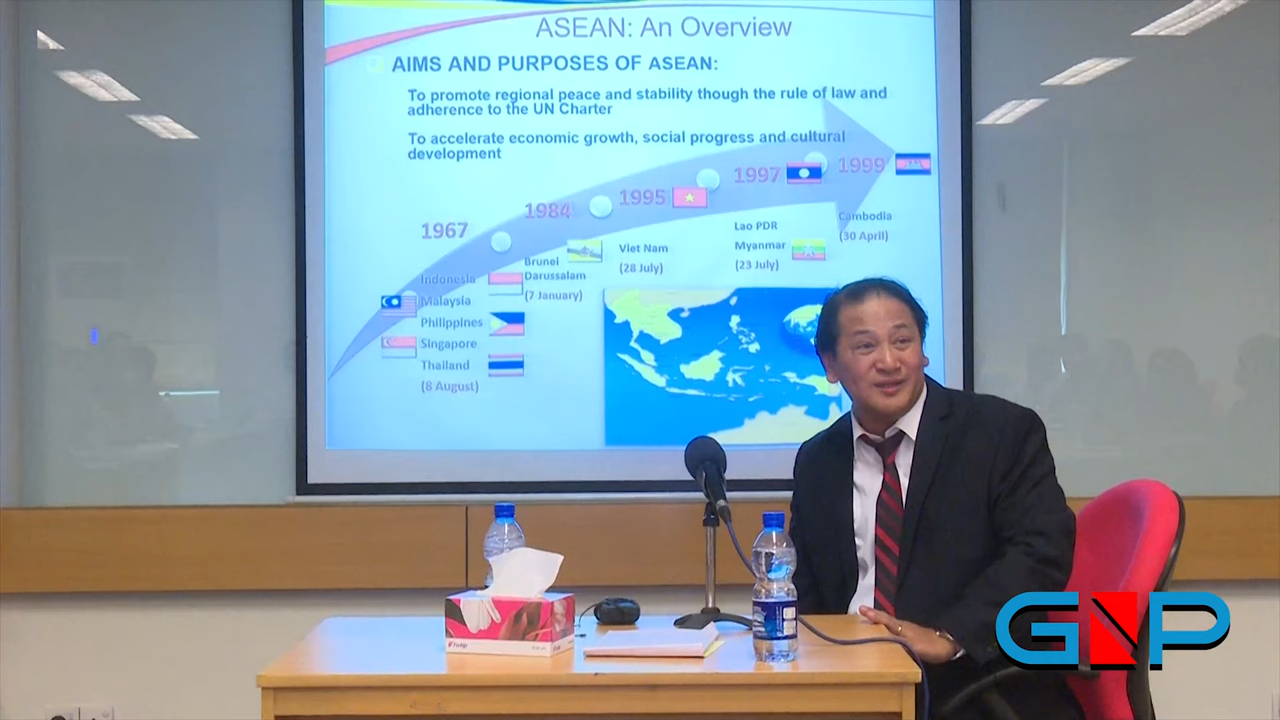 ASEAN: An Overview
AIMS AND PURPOSES OF ASEAN:
To promote regional peace and stability though the rule of law and
adherence to the UN Charter
To accelerate economic growth, social progress and cultural
development
1967
1984
1995
1997
1999
Indonesia
Malaysia
Philippines
Singapore
Thailand
(8 August)
Brunei
Darussalam
(7 January)
Viet Nam
(28 July)
Lao PDR
Myanmar
(23 July)
Cambodia
(30 April)
GNP